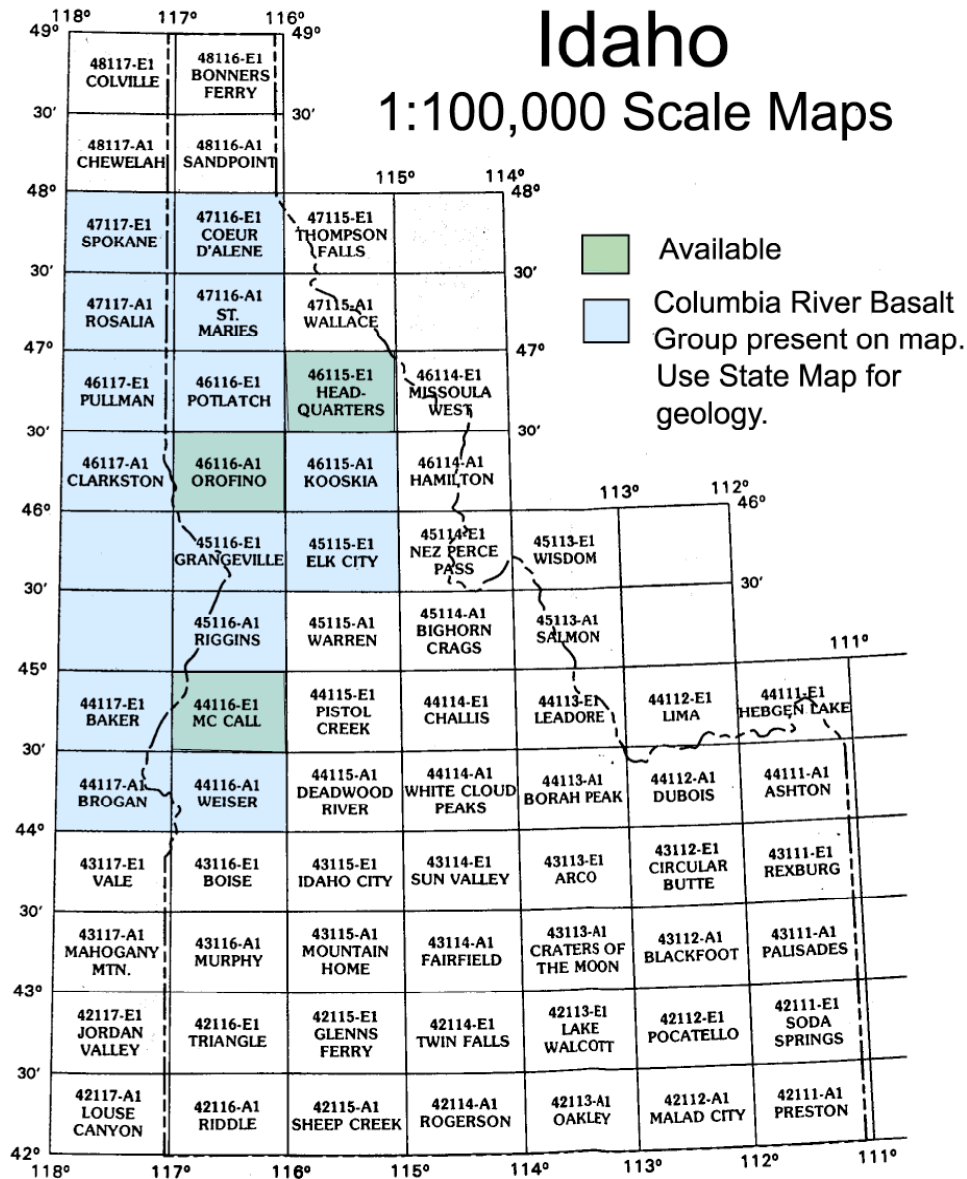 Idaho
1:100,000 Scale Maps
118° 117° 116°
49° 49°
48117-E1
COLVILLE
48116-E1
BONNERS
FERRY
30′ 30′
48117-A1
CHEWELAH
48116-A1
SANDPOINT
115° 114°
48° 48°
47117-E1
SPOKANE
47116-E1
COEUR
D'ALENE
47115-E1
THOMPSON
FALLS
Available
30′ 30′
47117-A1
ROSALIA
47116-A1
ST.
MARIES
47115-A1
WALLACE
Columbia River Basalt
Group present on map.
Use State Map for
geology.
47° 47°
46117-E1
PULLMAN
46116-E1
POTLATCH
46115-E1
HEAD-
QUARTERS
46114-E1
MISSOULA
WEST
30′ 30′
46117-A1
CLARKSTON
46116-A1
OROFINO
46115-A1
KOOSKIA
46114-A1
HAMILTON
113° 112°
46° 46°
45116-E1
GRANGEVILLE
45115-E1
ELK CITY
45114-E1
NEZ PERCE
PASS
45113-E1
WISDOM
30′ 30′
45116-A1
RIGGINS
45115-A1
WARREN
45114-A1
BIGHORN
CRAGS
45113-A1
SALMON
111°
45°
44117-E1
BAKER
44116-E1
MC CALL
44115-E1
PISTOL
CREEK
44114-E1
CHALLIS
44113-E1
LEADORE
44112-E1
LIMA
44111-E1
HEBGEN LAKE
30′
44117-A1
BROGAN
44116-A1
WEISER
44115-A1
DEADWOOD
RIVER
44114-A1
WHITE CLOUD
PEAKS
44113-A1
BORAH PEAK
44112-A1
DUBOIS
44111-A1
ASHTON
44°
43117-E1
VALE
43116-E1
BOISE
43115-E1
IDAHO CITY
43114-E1
SUN VALLEY
43113-E1
ARCO
43112-E1
CIRCULAR
BUTTE
43111-E1
REXBURG
30′
43117-A1
MAHOGANY
MTN.
43116-A1
MURPHY
43115-A1
MOUNTAIN
HOME
43114-A1
FAIRFIELD
43113-A1
CRATERS OF
THE MOON
43112-A1
BLACKFOOT
43111-A1
PALISADES
43°
42117-E1
JORDAN
VALLEY
42116-E1
TRIANGLE
42115-E1
GLENNS
FERRY
42114-E1
TWIN FALLS
42113-E1
LAKE
WALCOTT
42112-E1
POCATELLO
42111-E1
SODA
SPRINGS
30′
42117-A1
LOUSE
CANYON
42116-A1
RIDDLE
42115-A1
SHEEP CREEK
42114-A1
ROGERSON
42113-A1
OAKLEY
42112-A1
MALAD CITY
42111-A1
PRESTON
42°
118° 117° 116° 115° 114° 113° 112° 111°